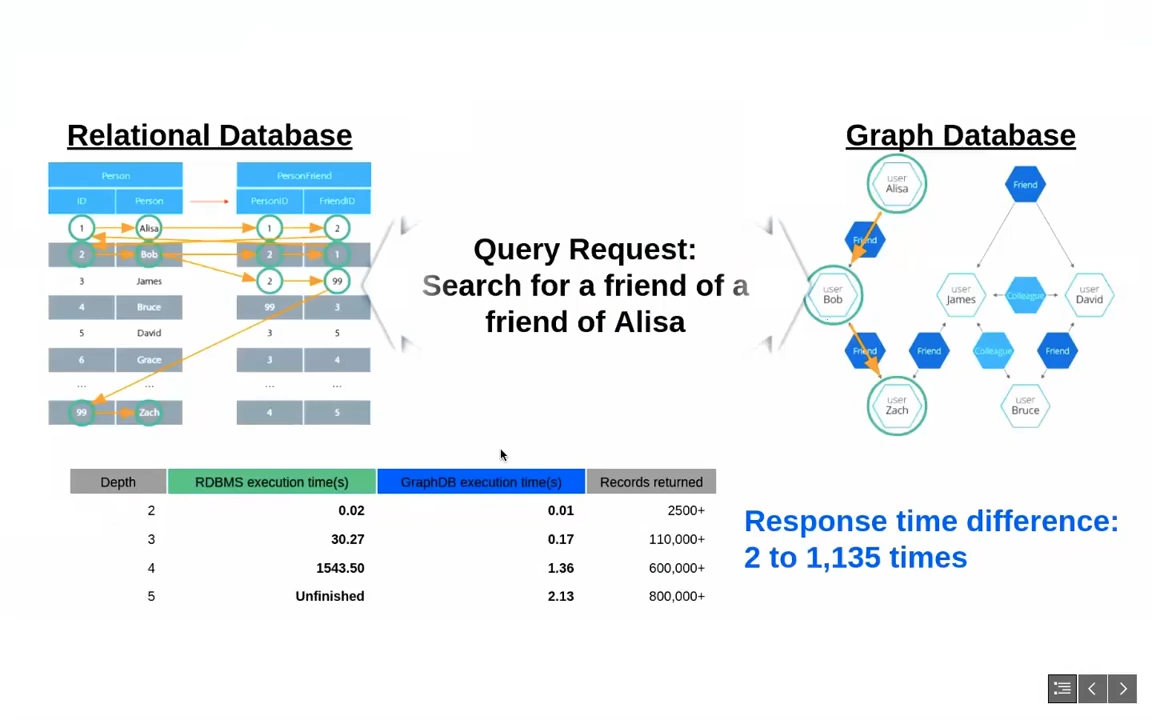 Relational Database
Graph Database
Person
PersonFriend
ID Person
PersonID FriendID
1 Alisa 1 2
2 Bob 2 1
3 James 2 99
4 Bruce 99 3
5 David 3 5
6 Grace 3 4
... ... ... ...
99 Zach 4 5
Query Request:
Search for a friend of a
friend of Alisa
user
Alisa
Friend
Friend
user
Bob
user
James
Colleague
user
David
Friend
Friend
Colleague
Friend
user
Zach
user
Bruce
Depth RDBMS execution time(s) GraphDB execution time(s) Records returned
2 0.02 0.01 2500+
3 30.27 0.17 110,000+
4 1543.50 1.36 600,000+
5 Unfinished 2.13 800,000+
Response time difference:
2 to 1,135 times